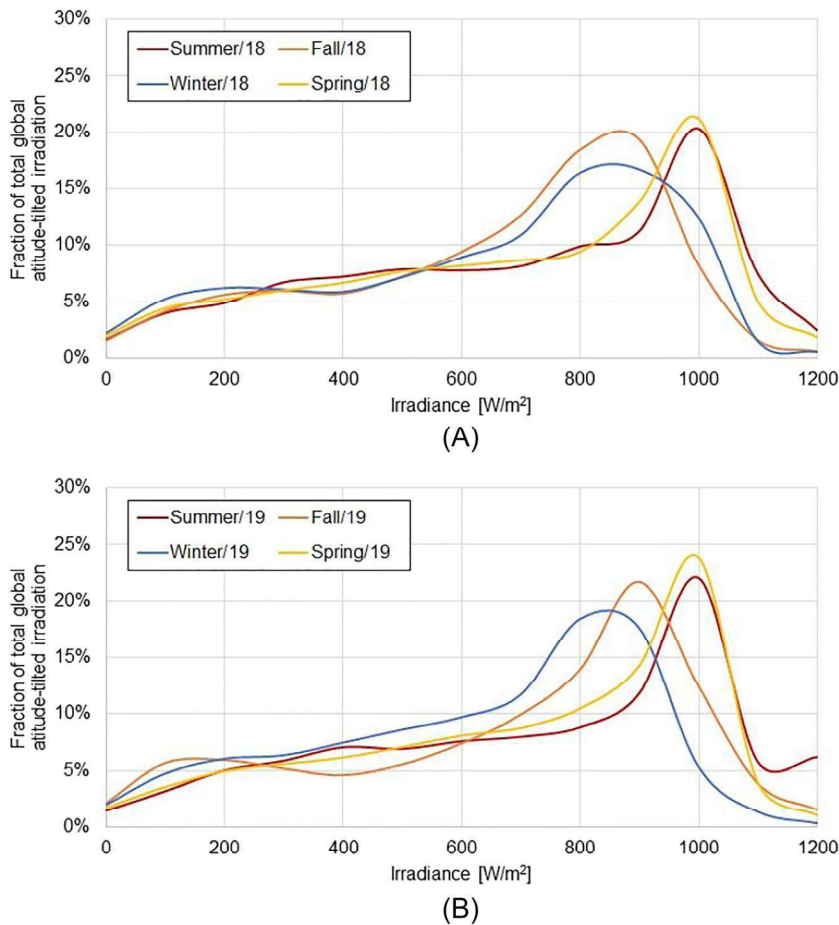 30%
25%
20%
15%
10%
5%
0%
Fraction of total global
atitude-tilted irradiation
Summer/18
Fall/18
Winter/18
Spring/18
0 200 400 600 800 1000 1200
Irradiance [W/m²]
(A)
30%
25%
20%
15%
10%
5%
0%
Fraction of total global
atitude-tilted irradiation
Summer/19
Fall/19
Winter/19
Spring/19
0 200 400 600 800 1000 1200
Irradiance [W/m²]
(B)